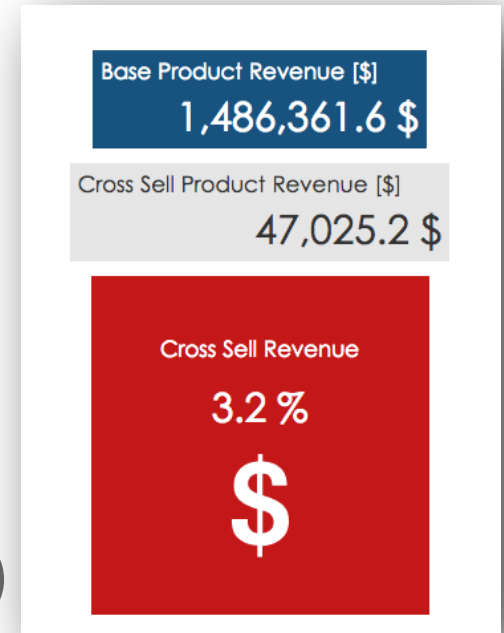 Base Product Revenue [$]
1,486,361.6 $
Cross Sell Product Revenue [$]
47,025.2 $
Cross Sell Revenue
3.2 %
$